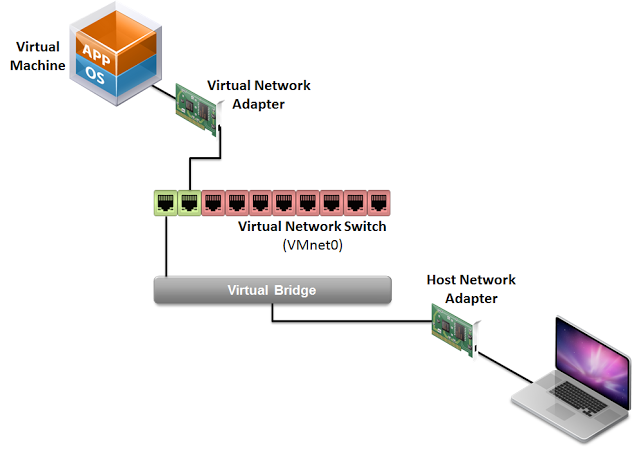 Virtual
Machine
APP
OS
Virtual Network
Adapter
Virtual Network Switch
(VMnet0)
Virtual Bridge
Host Network
Adapter